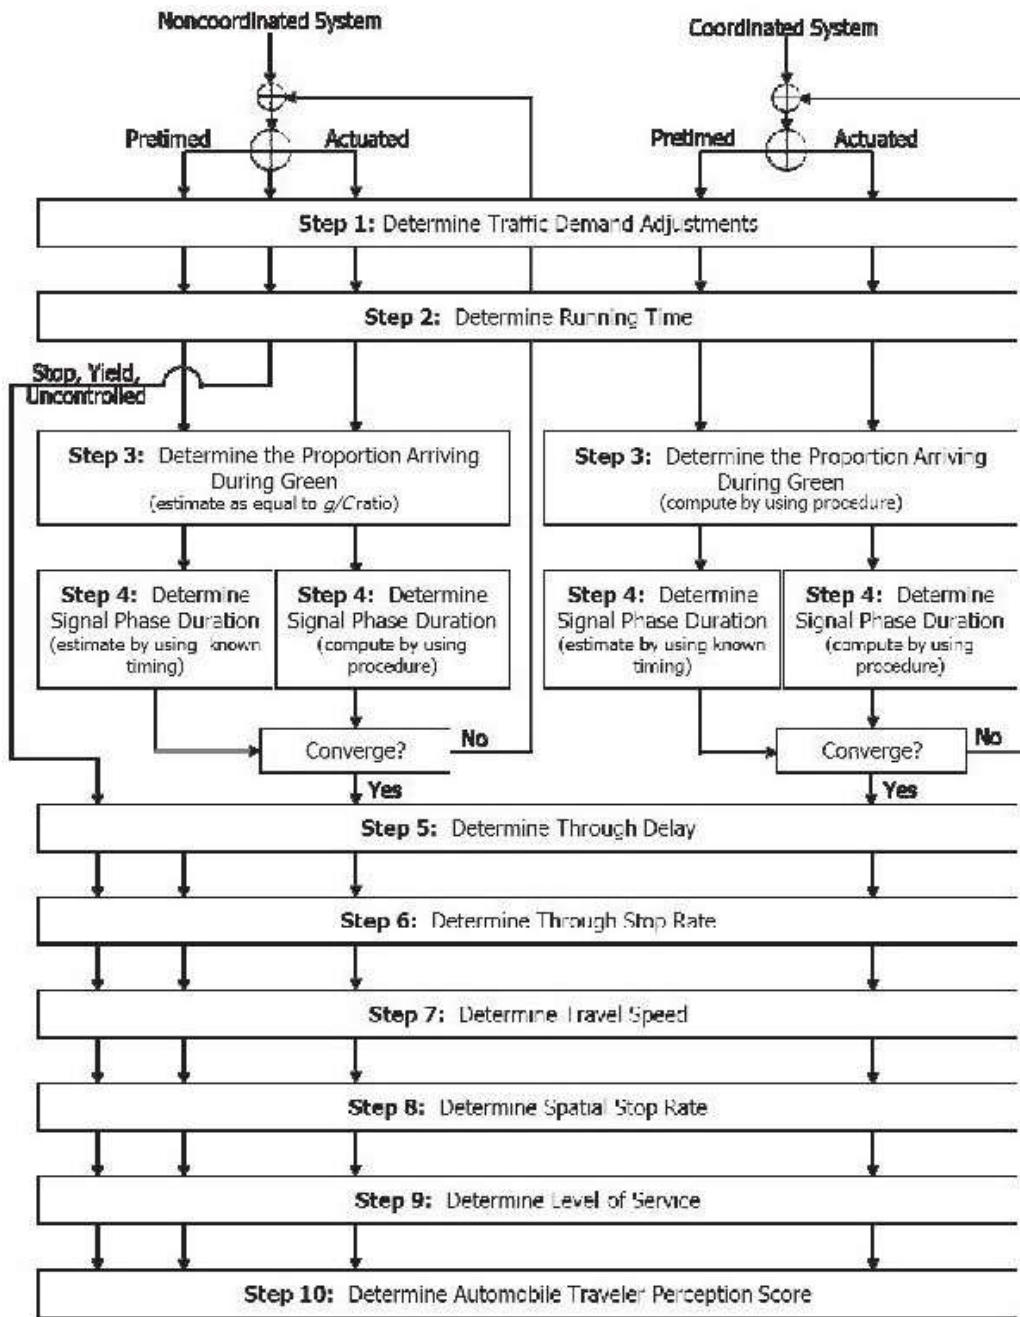 Noncoordinated System
Coordinated System
Pretimed
Actuated
Pretimed
Actuated
Step 1: Determine Traffic Demand Adjustments
Step 2: Determine Running Time
Stop, Yield,
Uncontrolled
Step 3: Determine the Proportion Arriving
During Green
(estimate as equal to g/C ratio)
Step 3: Determine the Proportion Arriving
During Green
(compute by using procedure)
Step 4: Determine
Signal Phase Duration
(estimate by using known
timing)
Step 4: Determine
Signal Phase Duration
(compute by using
procedure)
Step 4: Determine
Signal Phase Duration
(estimate by using known
timing)
Step 4: Determine
Signal Phase Duration
(compute by using
procedure)
Converge?
No
Yes
Converge?
No
Yes
Step 5: Determine Through Delay
Step 6: Determine Through Stop Rate
Step 7: Determine Travel Speed
Step 8: Determine Spatial Stop Rate
Step 9: Determine Level of Service
Step 10: Determine Automobile Traveler Perception Score